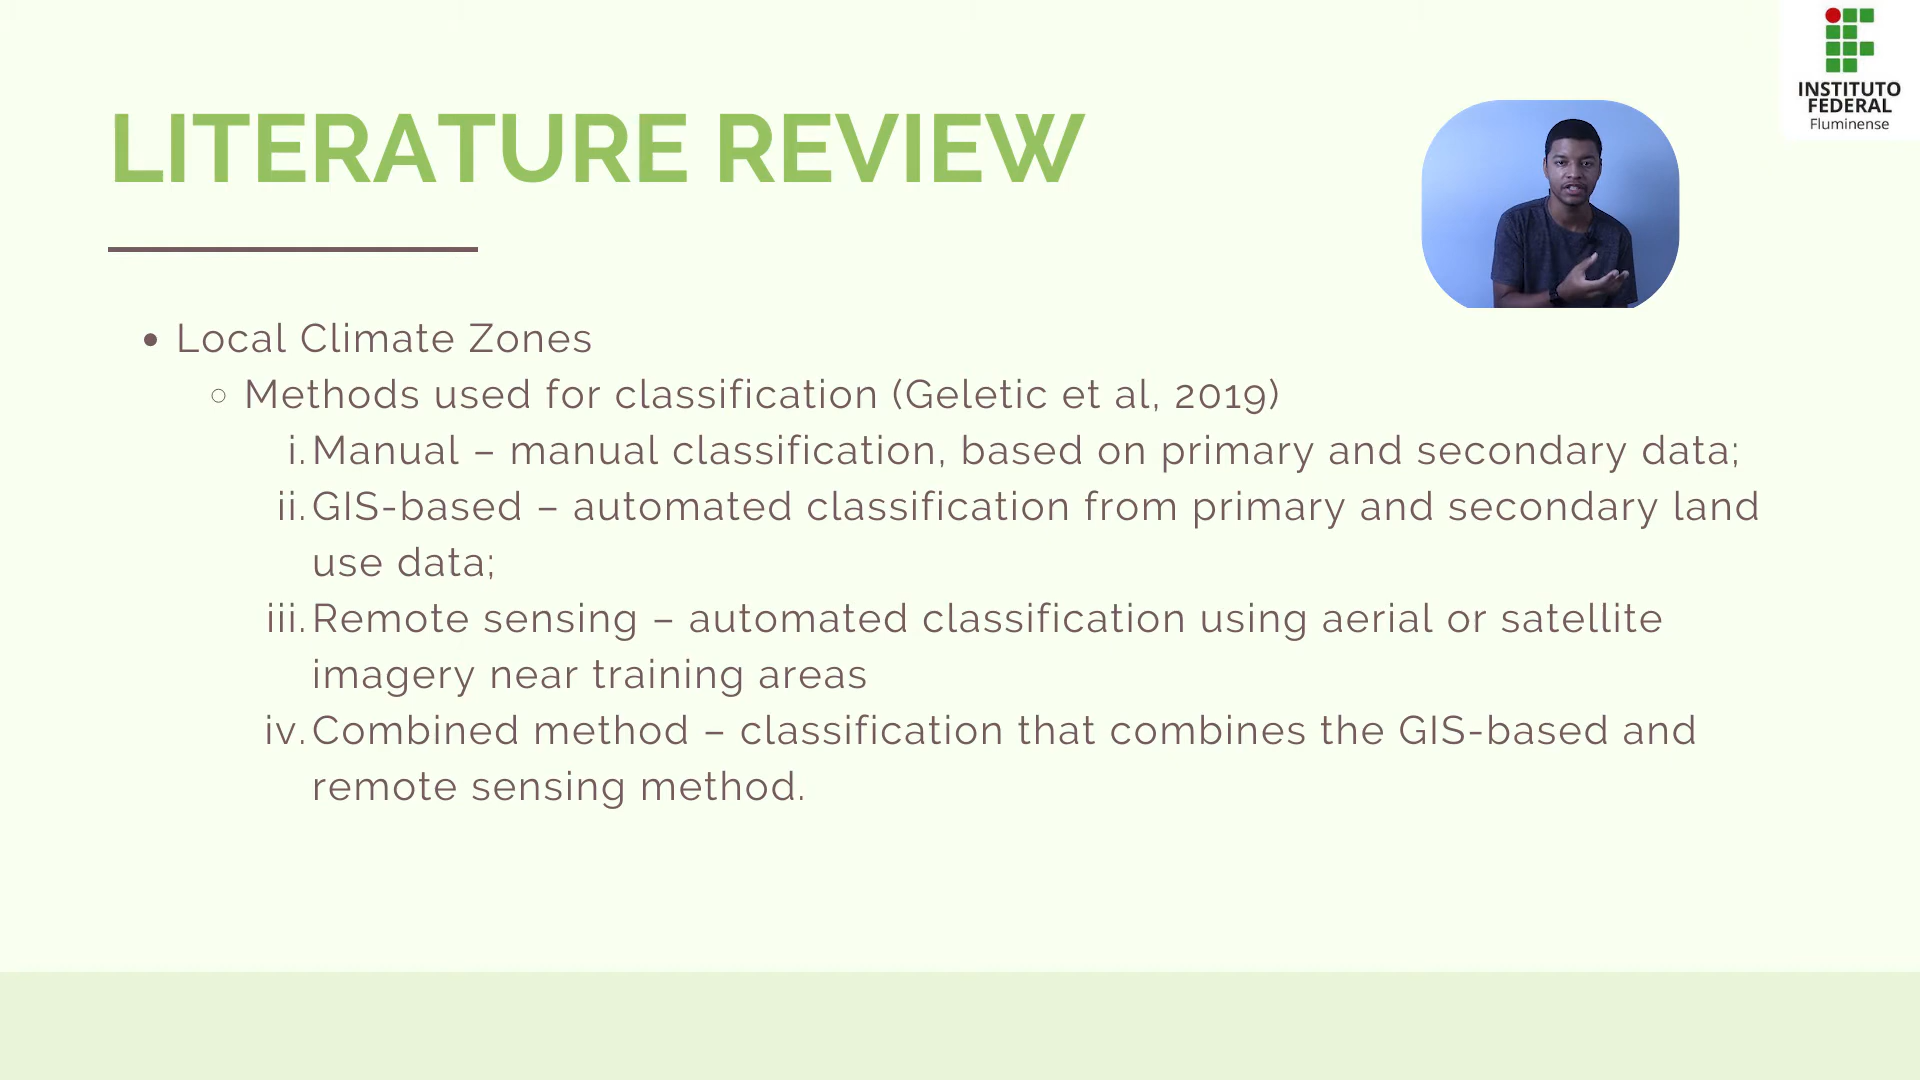 INSTITUTO
FEDERAL
Fluminense
LITERATURE REVIEW
• Local Climate Zones
○ Methods used for classification (Geletic et al, 2019)
i. Manual – manual classification, based on primary and secondary data;
ii. GIS-based – automated classification from primary and secondary land
use data;
iii. Remote sensing – automated classification using aerial or satellite
imagery near training areas
iv. Combined method – classification that combines the GIS-based and
remote sensing method.